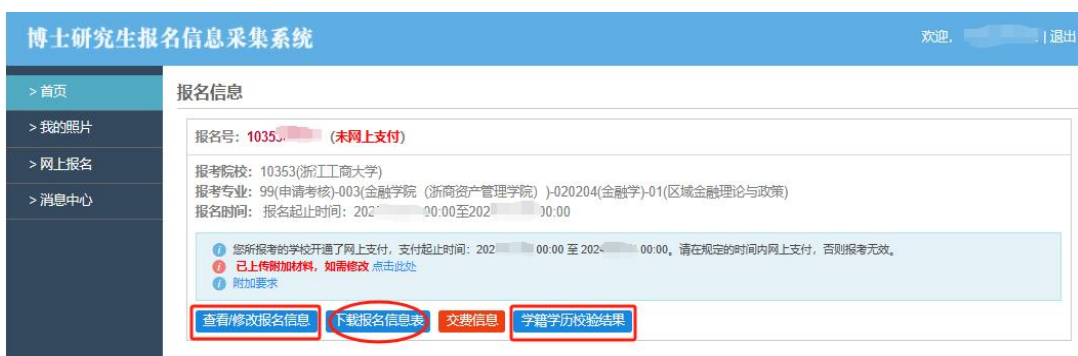 博士研究生报名信息采集系统
欢迎, | 退出
> 首页
> 我的照片
> 网上报名
> 消息中心
报名信息
报名号：1035 (未网上支付)
报考院校：10353(浙江工商大学)
报考专业：99(申请考核)-003(金融学院（浙商资产管理学院）)-020204(金融学)-01(区域金融理论与政策)
报名时间：报名起止时间：202 00:00至202 00:00
您所报考的学校开通了网上支付，支付起止时间：202 00:00 至 202 00:00。请在规定的时间内网上支付，否则报考无效。
已上传附加材料，如需修改 点击此处
附加要求
查看/修改报名信息 下载报名信息表 交费信息 学籍学历校验结果